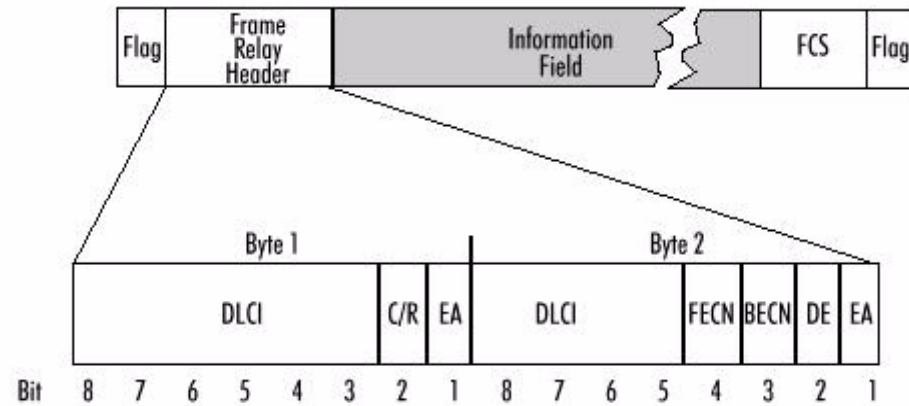 Flag Frame Relay Header Information Field FCS Flag
Byte 1 Byte 2
DLCI C/R EA DLCI FECN BECN DE EA
Bit 8 7 6 5 4 3 2 1 8 7 6 5 4 3 2 1